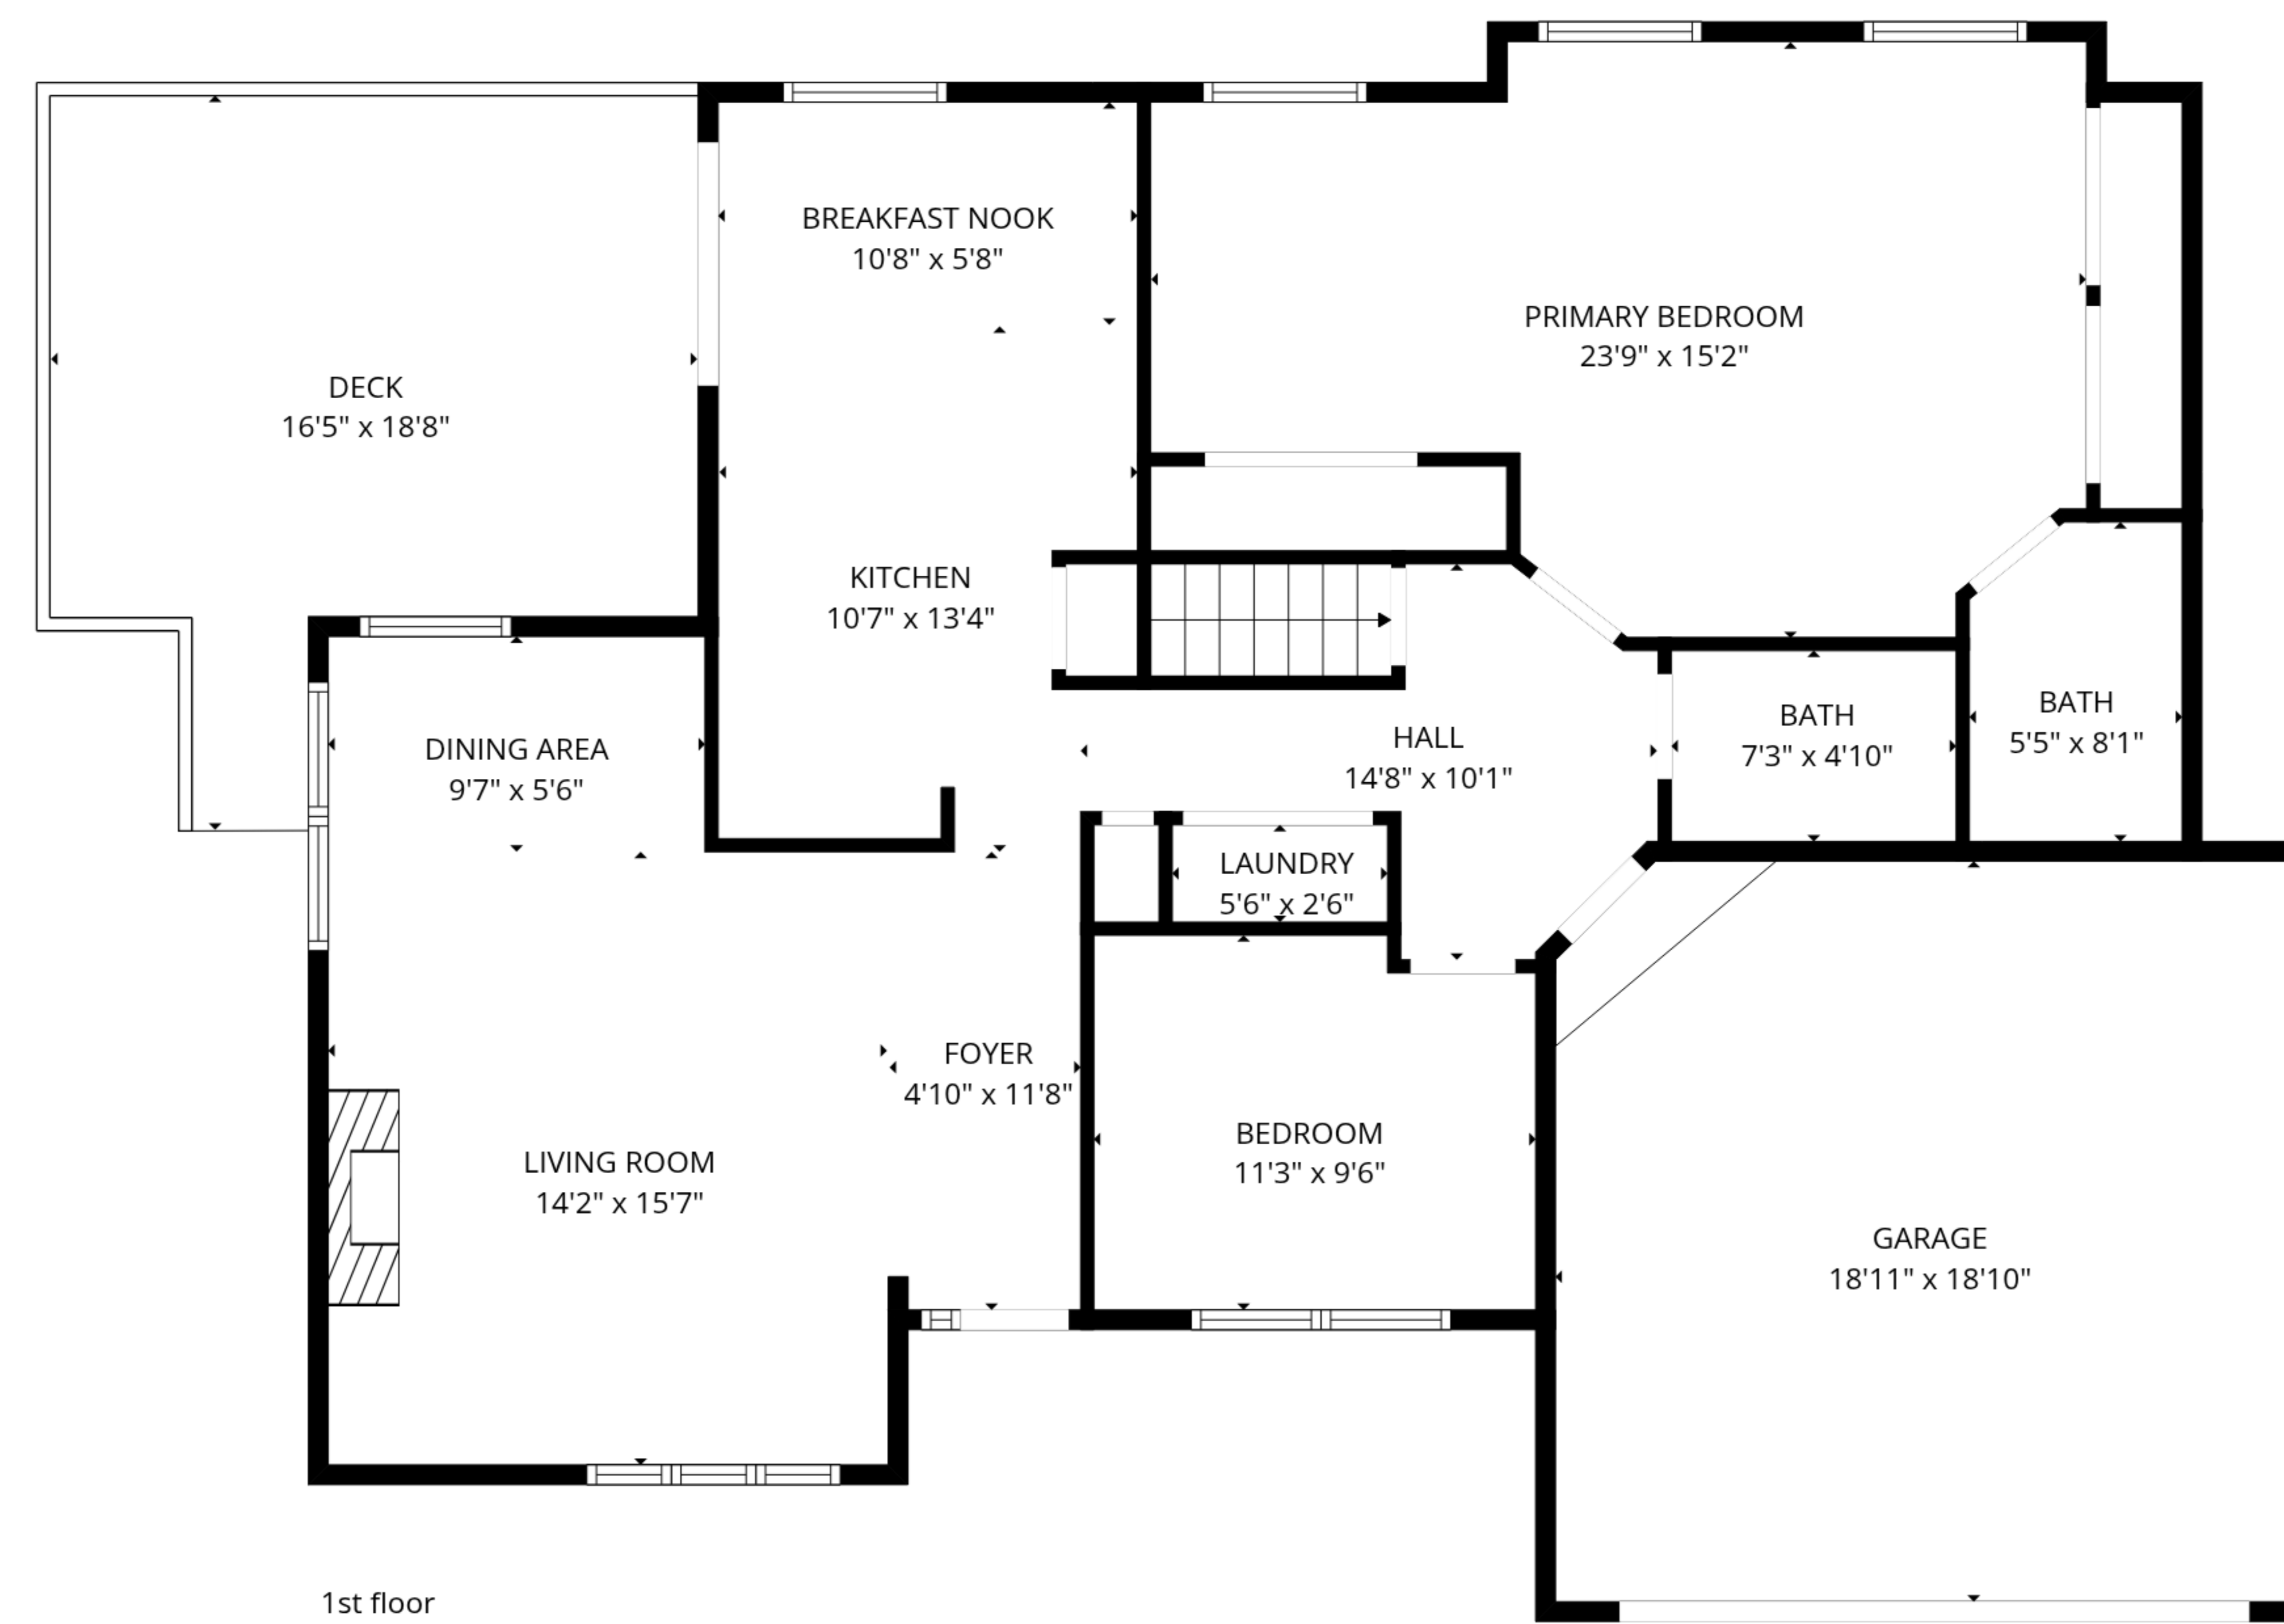 BREAKFAST NOOK
10'8" x 5'8"
PRIMARY BEDROOM
23'9" x 15'2"
DECK
16'5" x 18'8"
KITCHEN
10'7" x 13'4"
DINING AREA
9'7" x 5'6"
HALL
14'8" x 10'1"
BATH
7'3" x 4'10"
BATH
5'5" x 8'1"
LAUNDRY
5'6" x 2'6"
FOYER
4'10" x 11'8"
LIVING ROOM
14'2" x 15'7"
BEDROOM
11'3" x 9'6"
GARAGE
18'11" x 18'10"
1st floor